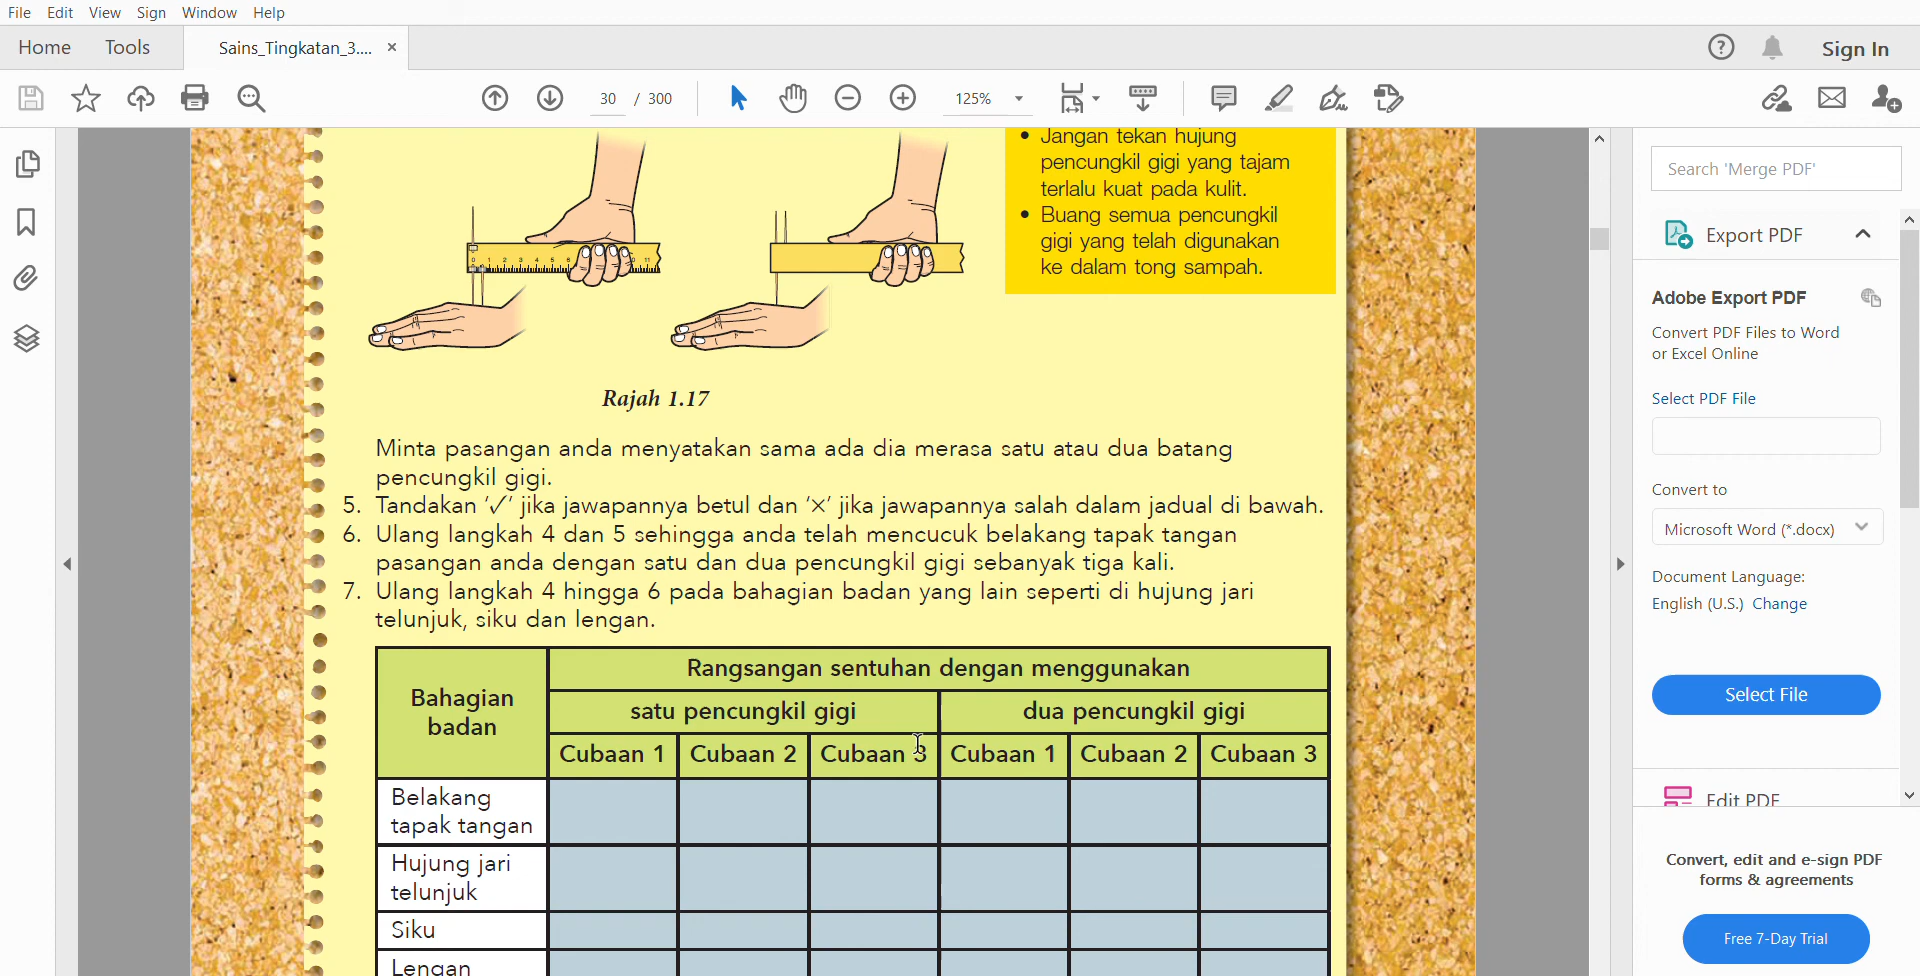 File Edit View Sign Window Help
Home Tools Sains_Tingkatan_3.... × Sign In
30 / 300 125%
Jangan tekan hujung
pencungkil gigi yang tajam
terlalu kuat pada kulit.
Buang semua pencungkil
gigi yang telah digunakan
ke dalam tong sampah.
Rajah 1.17
Minta pasangan anda menyatakan sama ada dia merasa satu atau dua batang
pencungkil gigi.
5. Tandakan ‘✓’ jika jawapannya betul dan ‘×’ jika jawapannya salah dalam jadual di bawah.
6. Ulang langkah 4 dan 5 sehingga anda telah mencucuk belakang tapak tangan
pasangan anda dengan satu dan dua pencungkil gigi sebanyak tiga kali.
7. Ulang langkah 4 hingga 6 pada bahagian badan yang lain seperti di hujung jari
telunjuk, siku dan lengan.
Bahagian
badan
Rangsangan sentuhan dengan menggunakan
satu pencungkil gigi dua pencungkil gigi
Cubaan 1 Cubaan 2 Cubaan 3 Cubaan 1 Cubaan 2 Cubaan 3
Belakang
tapak tangan
Hujung jari
telunjuk
Siku
Lengan
Search 'Merge PDF'
Export PDF
Adobe Export PDF
Convert PDF Files to Word
or Excel Online
Select PDF File
Convert to
Microsoft Word (*.docx)
Document Language:
English (U.S.) Change
Select File
Edit PDF
Convert, edit and e-sign PDF
forms & agreements
Free 7-Day Trial